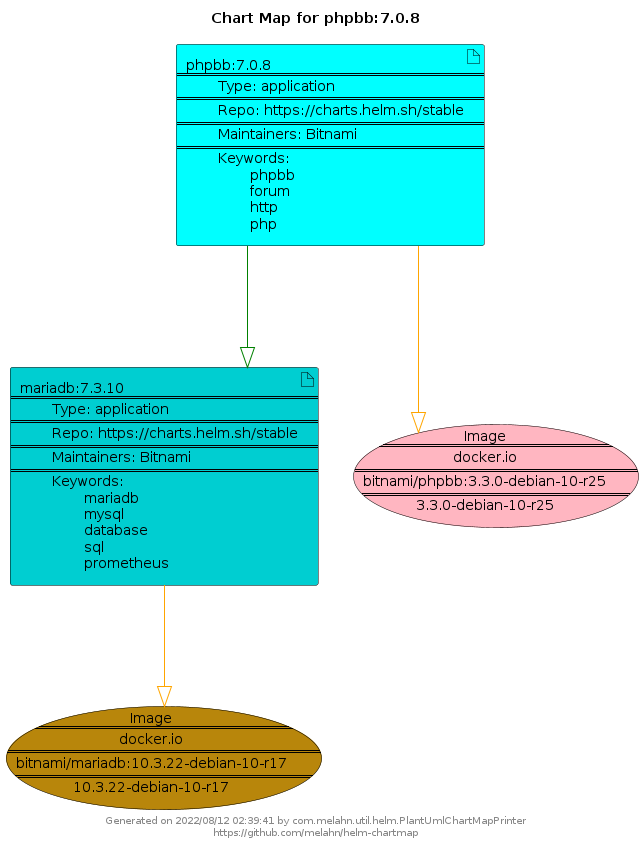 Chart Map for phpbb:7.0.8
phpbb:7.0.8
Type: application
Repo: https://charts.helm.sh/stable
Maintainers: Bitnami
Keywords:
phpbb
forum
http
php
mariadb:7.3.10
Type: application
Repo: https://charts.helm.sh/stable
Maintainers: Bitnami
Keywords:
mariadb
mysql
database
sql
prometheus
Image
docker.io
bitnami/phpbb:3.3.0-debian-10-r25
3.3.0-debian-10-r25
Image
docker.io
bitnami/mariadb:10.3.22-debian-10-r17
10.3.22-debian-10-r17
Generated on 2022/08/12 02:39:41 by com.melahn.util.helm.PlantUmlChartMapPrinter
https://github.com/melahn/helm-chartmap